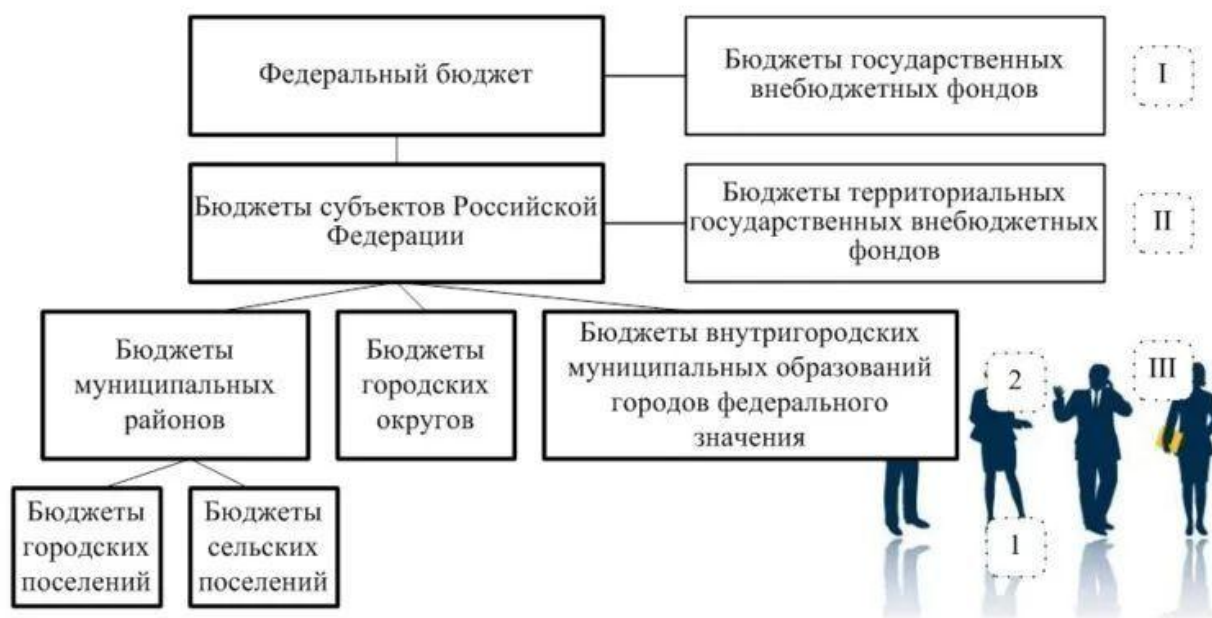 Федеральный бюджет
Бюджеты государственных
внебюджетных фондов
I
Бюджеты субъектов Российской
Федерации
Бюджеты территориальных
государственных внебюджетных
фондов
II
Бюджеты
муниципальных
районов
Бюджеты
городских
округов
Бюджеты внутригородских
муниципальных образований
городов федерального
значения
2
III
Бюджеты
городских
поселений
Бюджеты
сельских
поселений
1